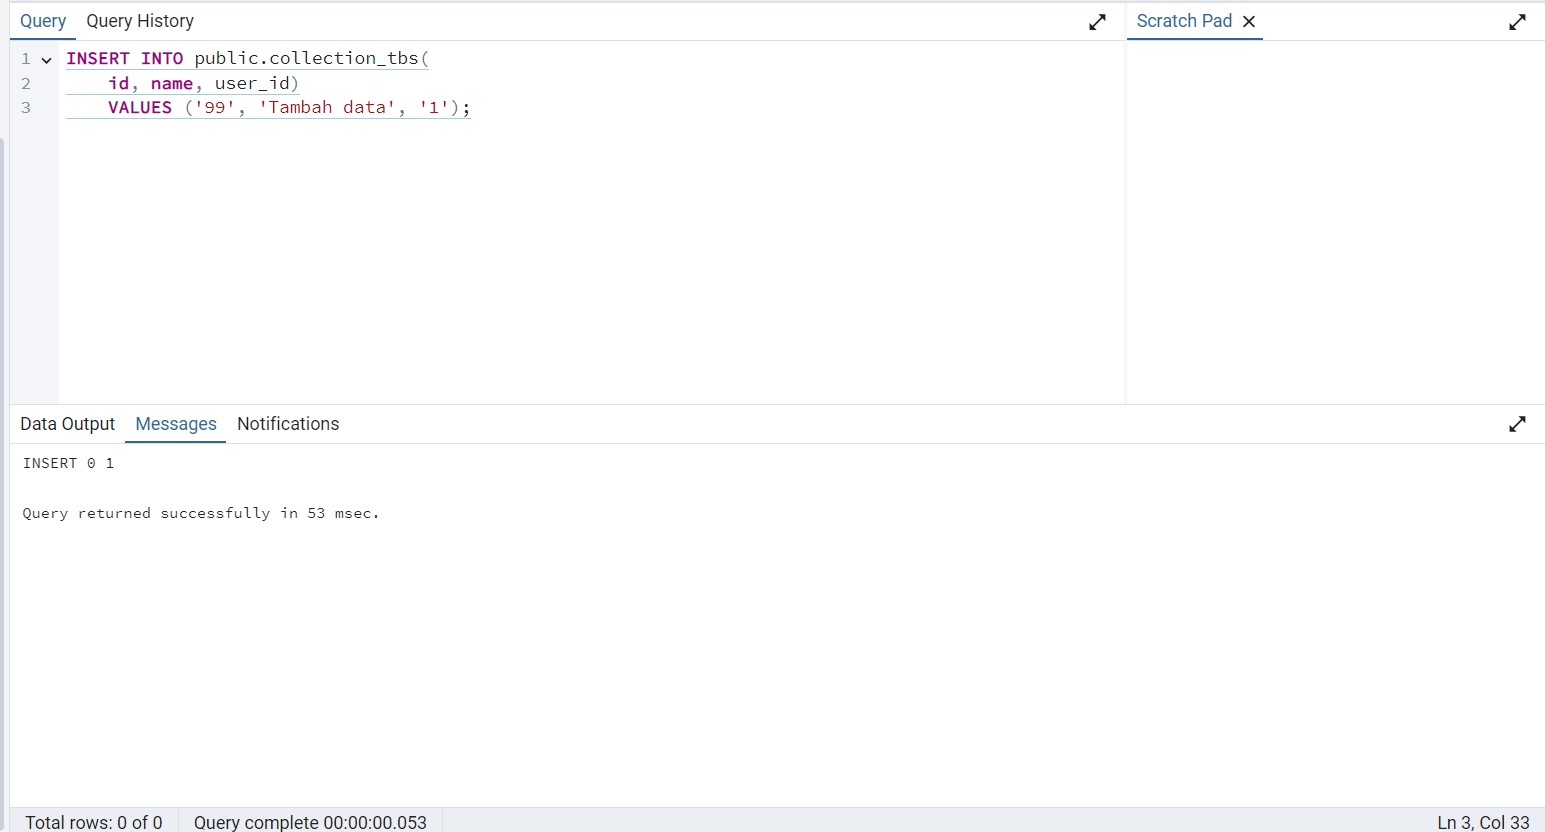 Query Query History
Scratch Pad
1 INSERT INTO public.collection_tbs(
2 id, name, user_id)
3 VALUES ('99', 'Tambah data', '1');
Data Output Messages Notifications
INSERT 0 1
Query returned successfully in 53 msec.
Total rows: 0 of 0 Query complete 00:00:00.053 Ln 3, Col 33